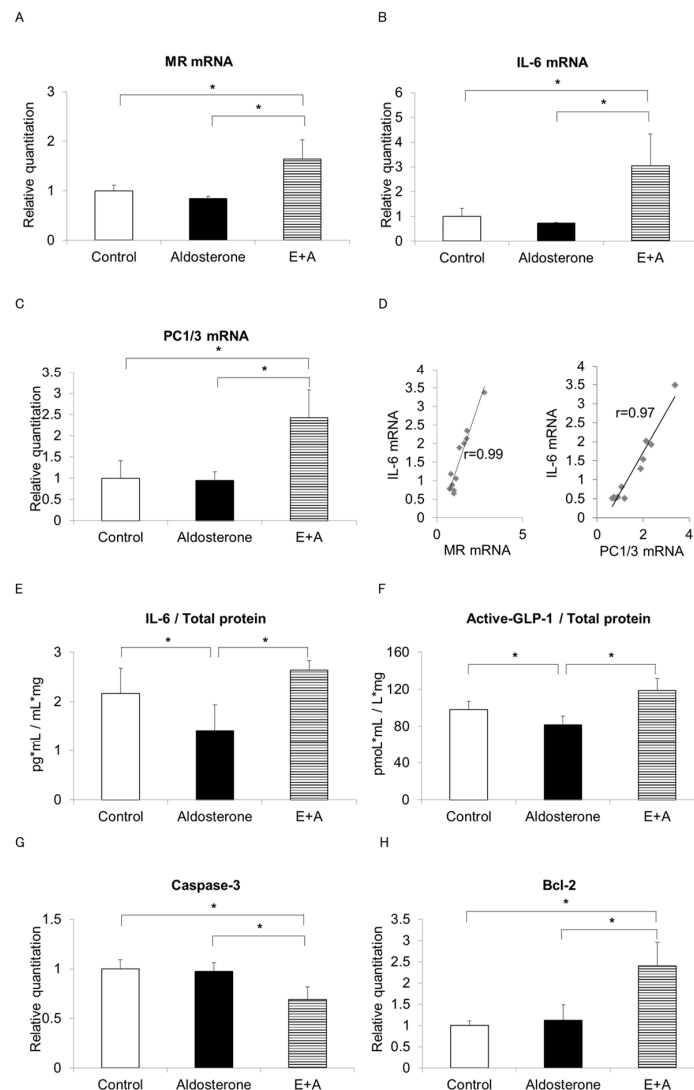 A
MR mRNA
Relative quantitation
3
2
1
0
*
*
Control Aldosterone E+A
B
IL-6 mRNA
Relative quantitation
6
5
4
3
2
1
0
*
*
Control Aldosterone E+A
C
PC1/3 mRNA
Relative quantitation
3.5
3
2.5
2
1.5
1
0.5
0
*
*
Control Aldosterone E+A
D
IL-6 mRNA
4
3.5
3
2.5
2
1.5
1
0.5
0
r=0.99
0 5
MR mRNA
IL-6 mRNA
4
3.5
3
2.5
2
1.5
1
0.5
0
r=0.97
0 2 4
PC1/3 mRNA
E
IL-6 / Total protein
pg*mL / mL*mg
3
2
1
0
*
*
Control Aldosterone E+A
F
Active-GLP-1 / Total protein
pmoL*mL / L*mg
160
120
80
40
0
*
*
Control Aldosterone E+A
G
Caspase-3
Relative quantitation
1.5
1
0.5
0
*
*
Control Aldosterone E+A
H
Bcl-2
Relative quantitation
3.5
3
2.5
2
1.5
1
0.5
0
*
*
Control Aldosterone E+A